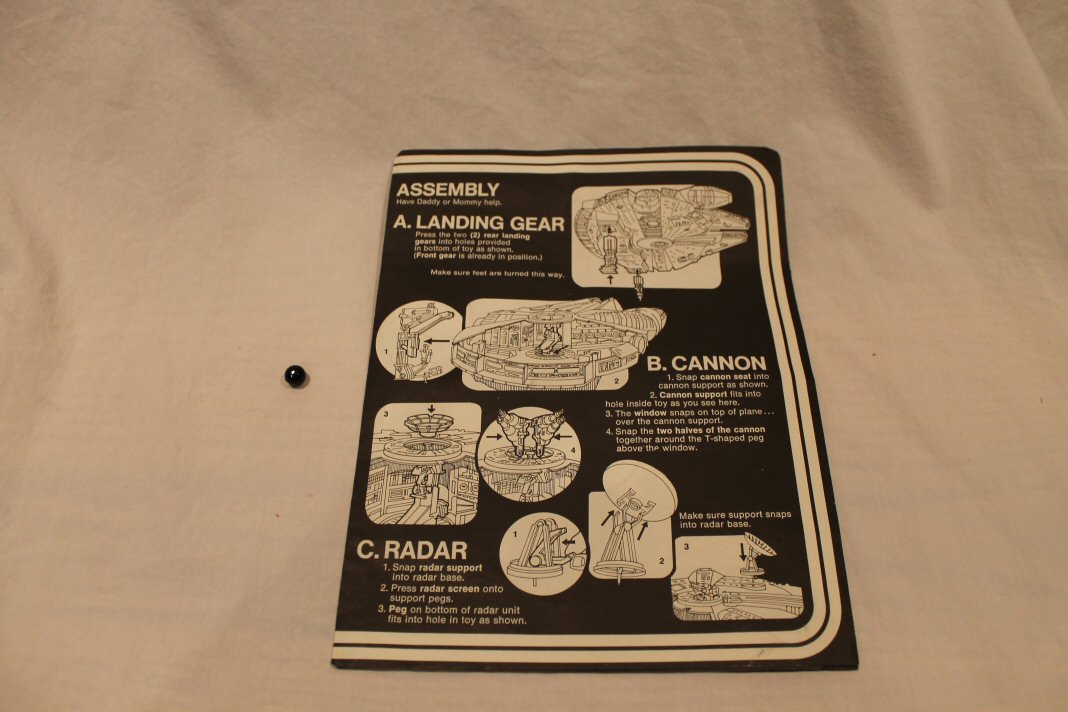 ASSEMBLY
Have Daddy or Mommy help.
A. LANDING GEAR
Press the two (2) rear landing
gears into holes provided
in bottom of toy as shown.
(Front gear is already in position.)
Make sure feet are turned this way.
1
2
B. CANNON
1. Snap cannon seat into
cannon support as shown.
2. Cannon support fits into
hole inside toy as you see here.
3. The window snaps on top of plane...
over the cannon support.
4. Snap the two halves of the cannon
together around the T-shaped peg
above the window.
3
4
Make sure support snaps
into radar base.
1
2
3
C. RADAR
1. Snap radar support
into radar base.
2. Press radar screen onto
support pegs.
3. Peg on bottom of radar unit
fits into hole in toy as shown.